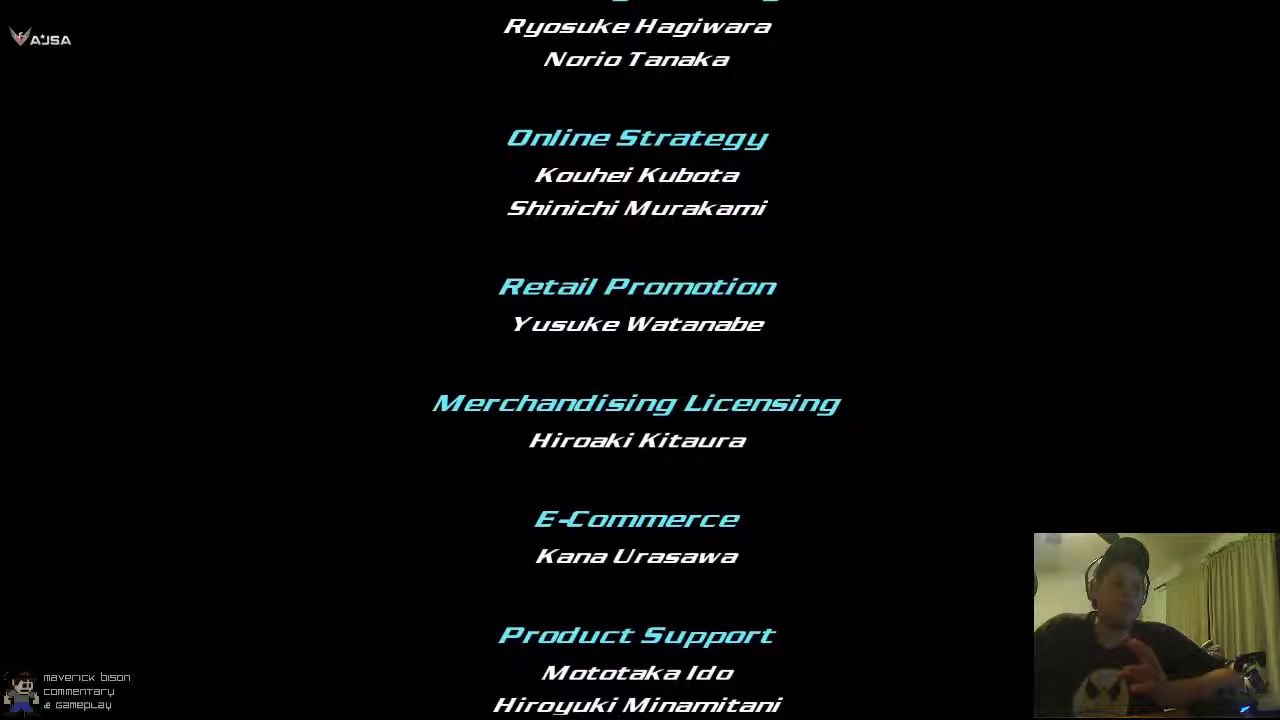 Ryosuke Hagiwara
AJSA
Norio Tanaka
Online Strategy
Kouhei Kubota
Shinichi Murakami
Retail Promotion
Yusuke Watanabe
Merchandising Licensing
Hiroaki Kitaura
E-Commerce
Kana Urasawa
Product Support
Mototaka Ido
Hiroyuki Minamitani
maverick bison
commentary
& gameplay